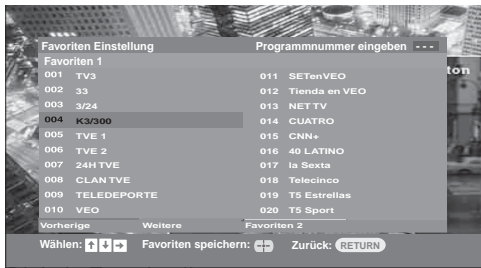 Favoriten Einstellung Programmnummer eingeben - - -
Favoriten 1
001 TV3
002 33
003 3/24
004 K3/300
005 TVE 1
006 TVE 2
007 24H TVE
008 CLAN TVE
009 TELEDEPORTE
010 VEO
011 SETenVEO
012 Tienda en VEO
013 NET TV
014 CUATRO
015 CNN+
016 40 LATINO
017 la Sexta
018 Telecinco
019 T5 Estrellas
020 T5 Sport
ton
Vorherige Weitere Favoriten 2
Wählen: ↑ ↓ → Favoriten speichern: Zurück: RETURN